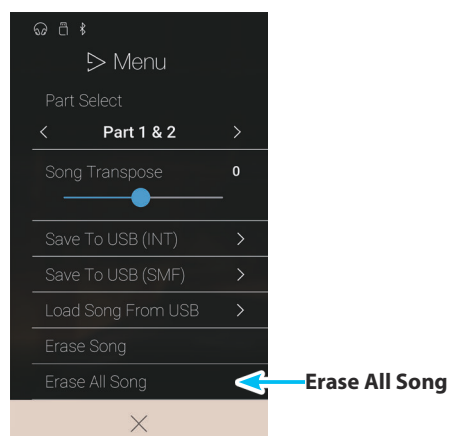 Menu
Part Select
< Part 1 & 2 >
Song Transpose 0
Save To USB (INT) >
Save To USB (SMF) >
Load Song From USB >
Erase Song
Erase All Song
Erase All Song